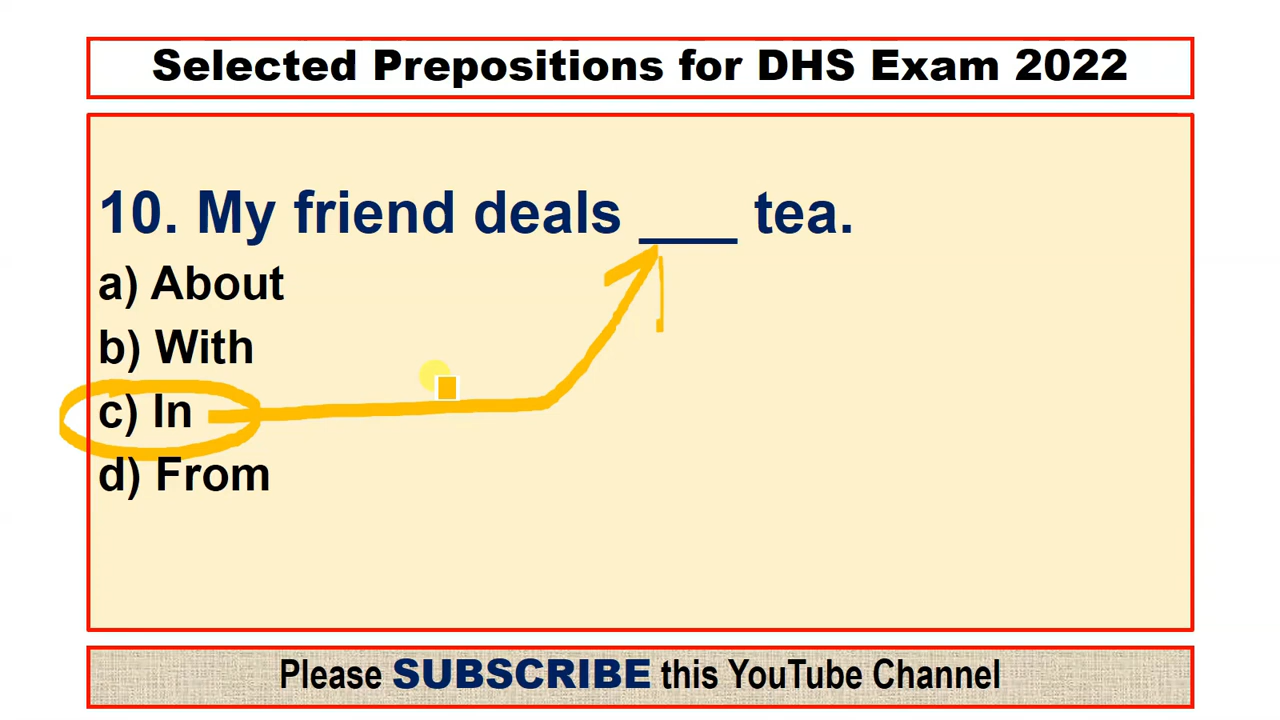 Selected Prepositions for DHS Exam 2022
10. My friend deals ___ tea.
a) About
b) With
c) In
d) From
Please SUBSCRIBE this YouTube Channel